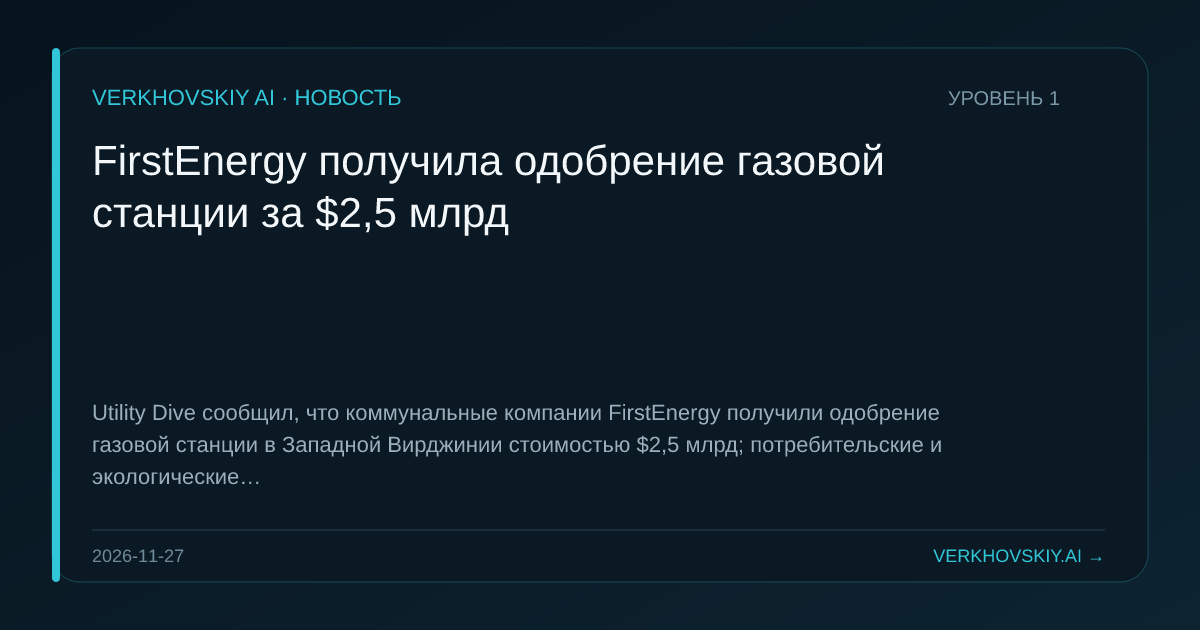 VERKHOVSKIY AI · НОВОСТЬ
УРОВЕНЬ 1
FirstEnergy получила одобрение газовой
станции за $2,5 млрд
Utility Dive сообщил, что коммунальные компании FirstEnergy получили одобрение
газовой станции в Западной Вирджинии стоимостью $2,5 млрд; потребительские и
экологические…
2026-11-27
VERKHOVSKIY.AI →